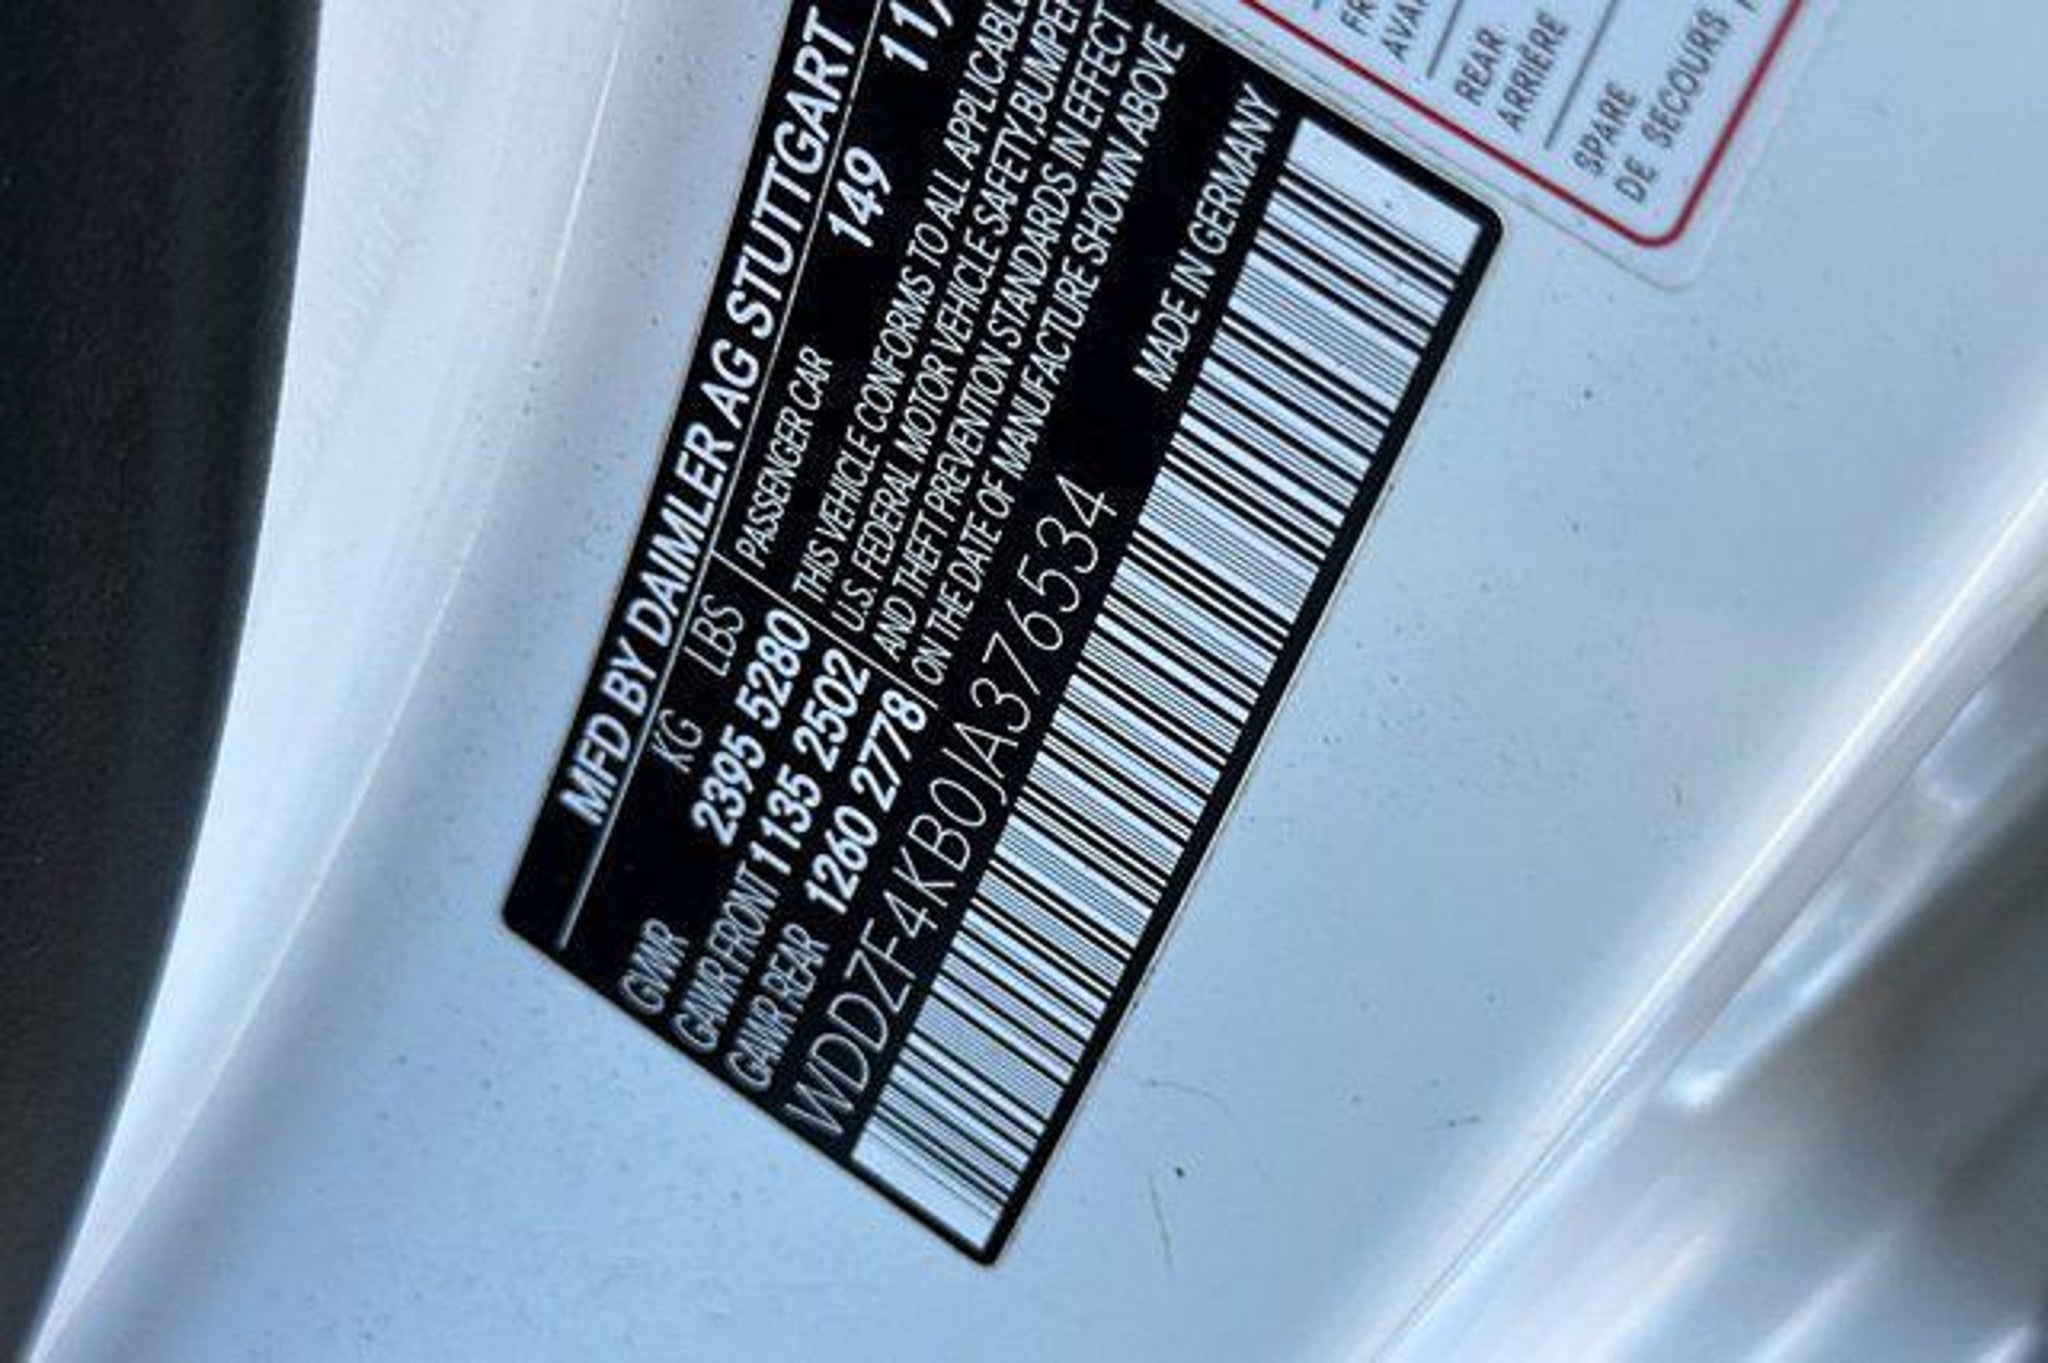 MFD BY DAIMLER AG STUTTGART
149 11/
KG LBS
GVWR 2395 5280
GAWR FRONT 1135 2502
GAWR REAR 1260 2778
PASSENGER CAR
THIS VEHICLE CONFORMS TO ALL APPLICABLE
U.S. FEDERAL MOTOR VEHICLE SAFETY, BUMPER
AND THEFT PREVENTION STANDARDS IN EFFECT
ON THE DATE OF MANUFACTURE SHOWN ABOVE
WDDZF4KB0JA376534
MADE IN GERMANY
REAR
ARRIÈRE
SPARE
DE SECOURS